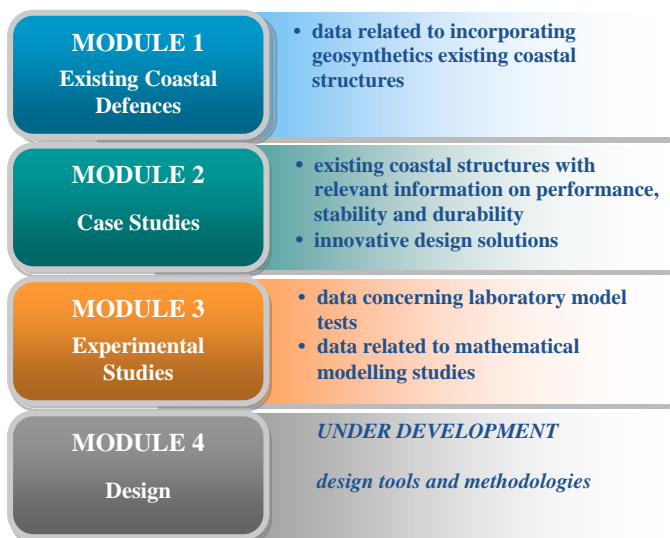 MODULE 1
Existing Coastal
Defences
• data related to incorporating
geosynthetics existing coastal
structures
MODULE 2
Case Studies
• existing coastal structures with
relevant information on performance,
stability and durability
• innovative design solutions
MODULE 3
Experimental
Studies
• data concerning laboratory model
tests
• data related to mathematical
modelling studies
MODULE 4
Design
UNDER DEVELOPMENT
design tools and methodologies